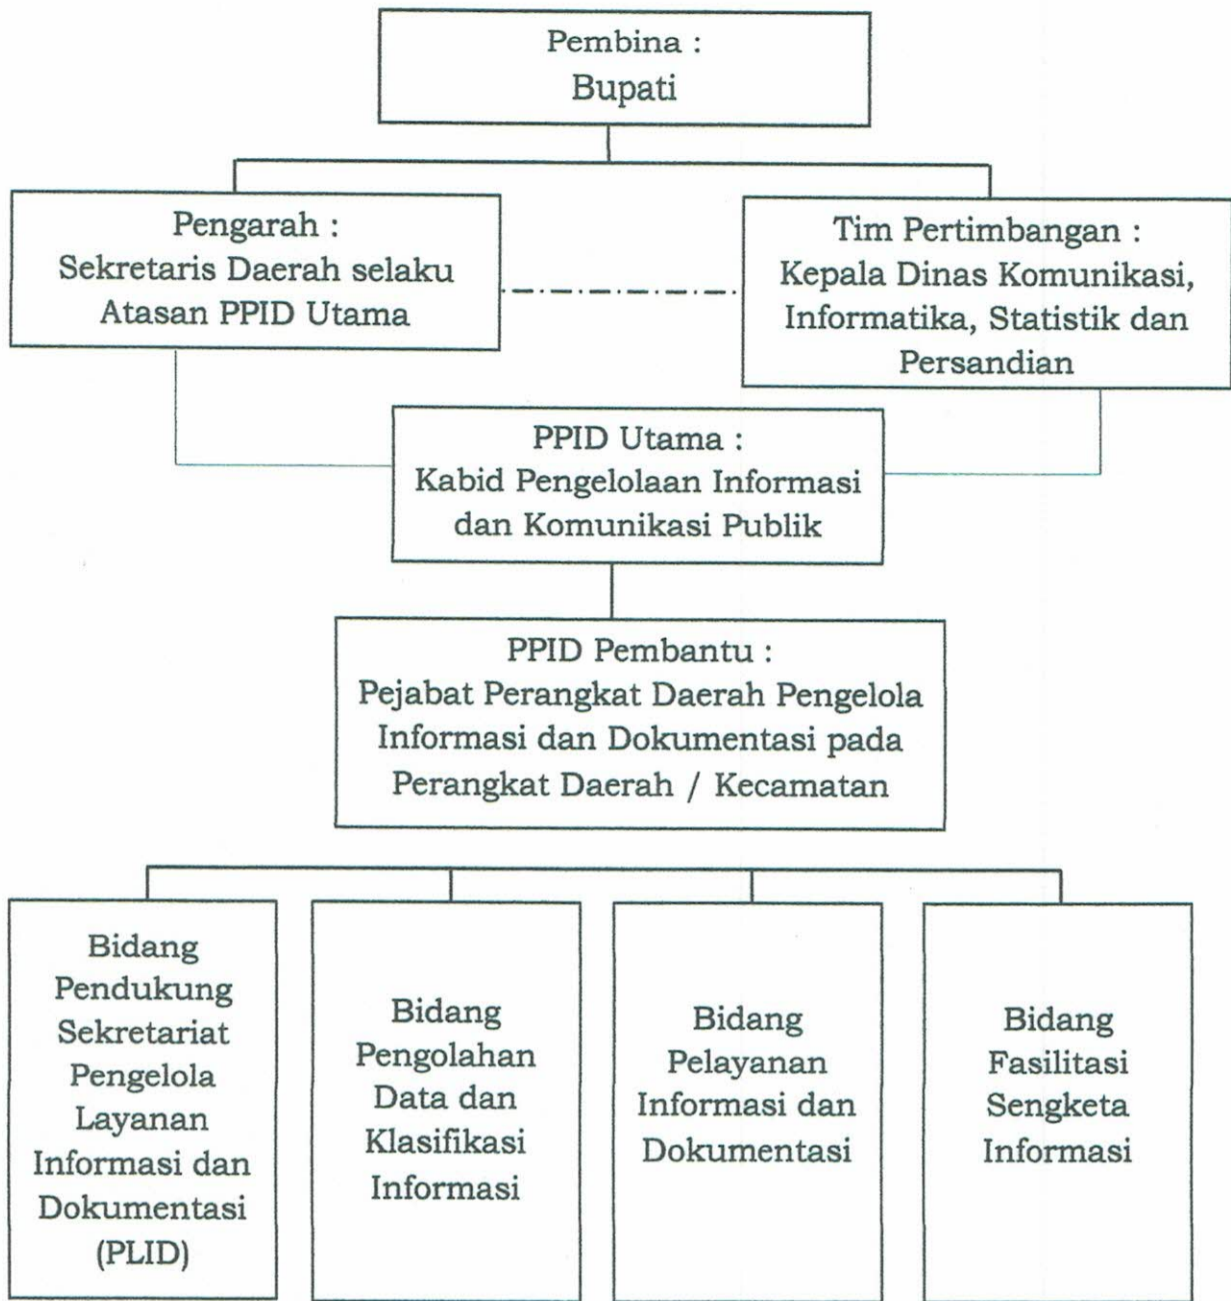 Pembina :
Bupati
Pengarah :
Sekretaris Daerah selaku
Atasan PPID Utama
Tim Pertimbangan :
Kepala Dinas Komunikasi,
Informatika, Statistik dan
Persandian
PPID Utama :
Kabid Pengelolaan Informasi
dan Komunikasi Publik
PPID Pembantu :
Pejabat Perangkat Daerah Pengelola
Informasi dan Dokumentasi pada
Perangkat Daerah / Kecamatan
Bidang
Pendukung
Sekretariat
Pengelola
Layanan
Informasi dan
Dokumentasi
(PLID)
Bidang
Pengolahan
Data dan
Klasifikasi
Informasi
Bidang
Pelayanan
Informasi dan
Dokumentasi
Bidang
Fasilitasi
Sengketa
Informasi